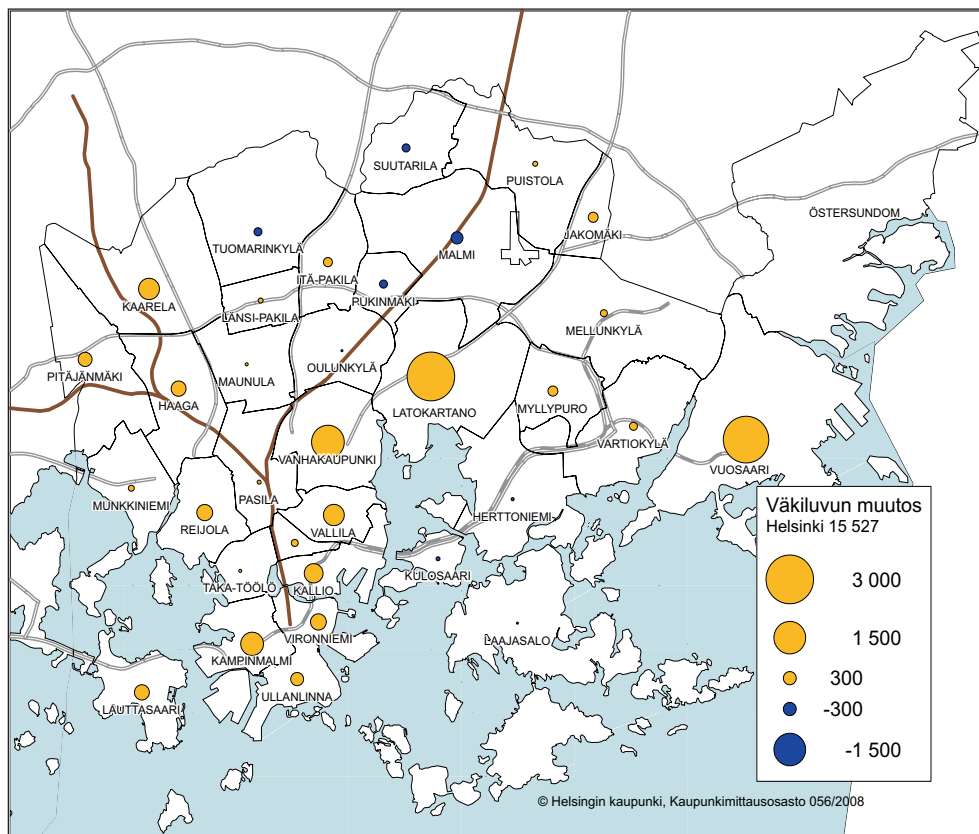 SUUTARILA
PUISTOLA
ÖSTERSUNDOM
TUOMARINKYLÄ
MALMI
JAKOMÄKI
ITÄ-PAKILA
KAARELA
PUKINMÄKI
LÄNSI-PAKILA
MELLUNKYLÄ
PITÄJÄNMÄKI
MAUNULA
OULUNKYLÄ
HAAGA
LATOKARTANO
MYLLYPURO
VARTIOKYLÄ
VANHAKAUPUNKI
VUOSAARI
PASILA
MUNKKINIEMI
HERTTONIEMI
REIJOLA
VALLILA
TAKA-TÖÖLÖ
KALLIO
KULOSAARI
VIRONNIEMI
LAAJASALO
KAMPINMALMI
ULLANLINNA
LAUTTASAARI
Väkiluvun muutos
Helsinki 15 527
3 000
1 500
300
-300
-1 500
© Helsingin kaupunki, Kaupunkimittausosasto 056/2008